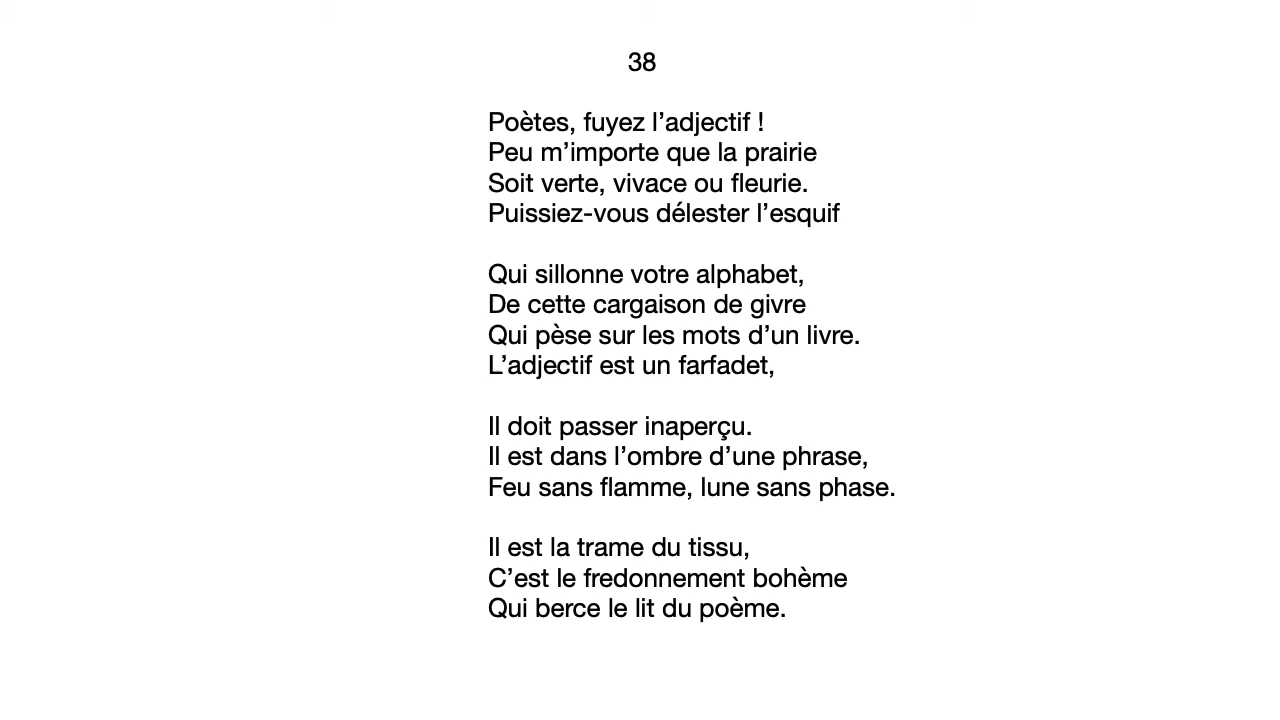 38
Poètes, fuyez l’adjectif !
Peu m’importe que la prairie
Soit verte, vivace ou fleurie.
Puissiez-vous délester l’esquif
Qui sillonne votre alphabet,
De cette cargaison de givre
Qui pèse sur les mots d’un livre.
L’adjectif est un farfadet,
Il doit passer inaperçu.
Il est dans l’ombre d’une phrase,
Feu sans flamme, lune sans phase.
Il est la trame du tissu,
C’est le fredonnement bohème
Qui berce le lit du poème.